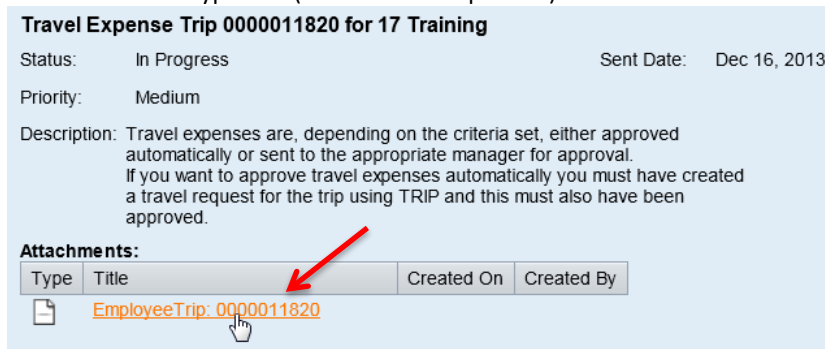 Travel Expense Trip 0000011820 for 17 Training
Status: In Progress Sent Date: Dec 16, 2013
Priority: Medium
Description: Travel expenses are, depending on the criteria set, either approved
automatically or sent to the appropriate manager for approval.
If you want to approve travel expenses automatically you must have created
a travel request for the trip using TRIP and this must also have been
approved.
Attachments:
Type Title Created On Created By
EmployeeTrip: 0000011820